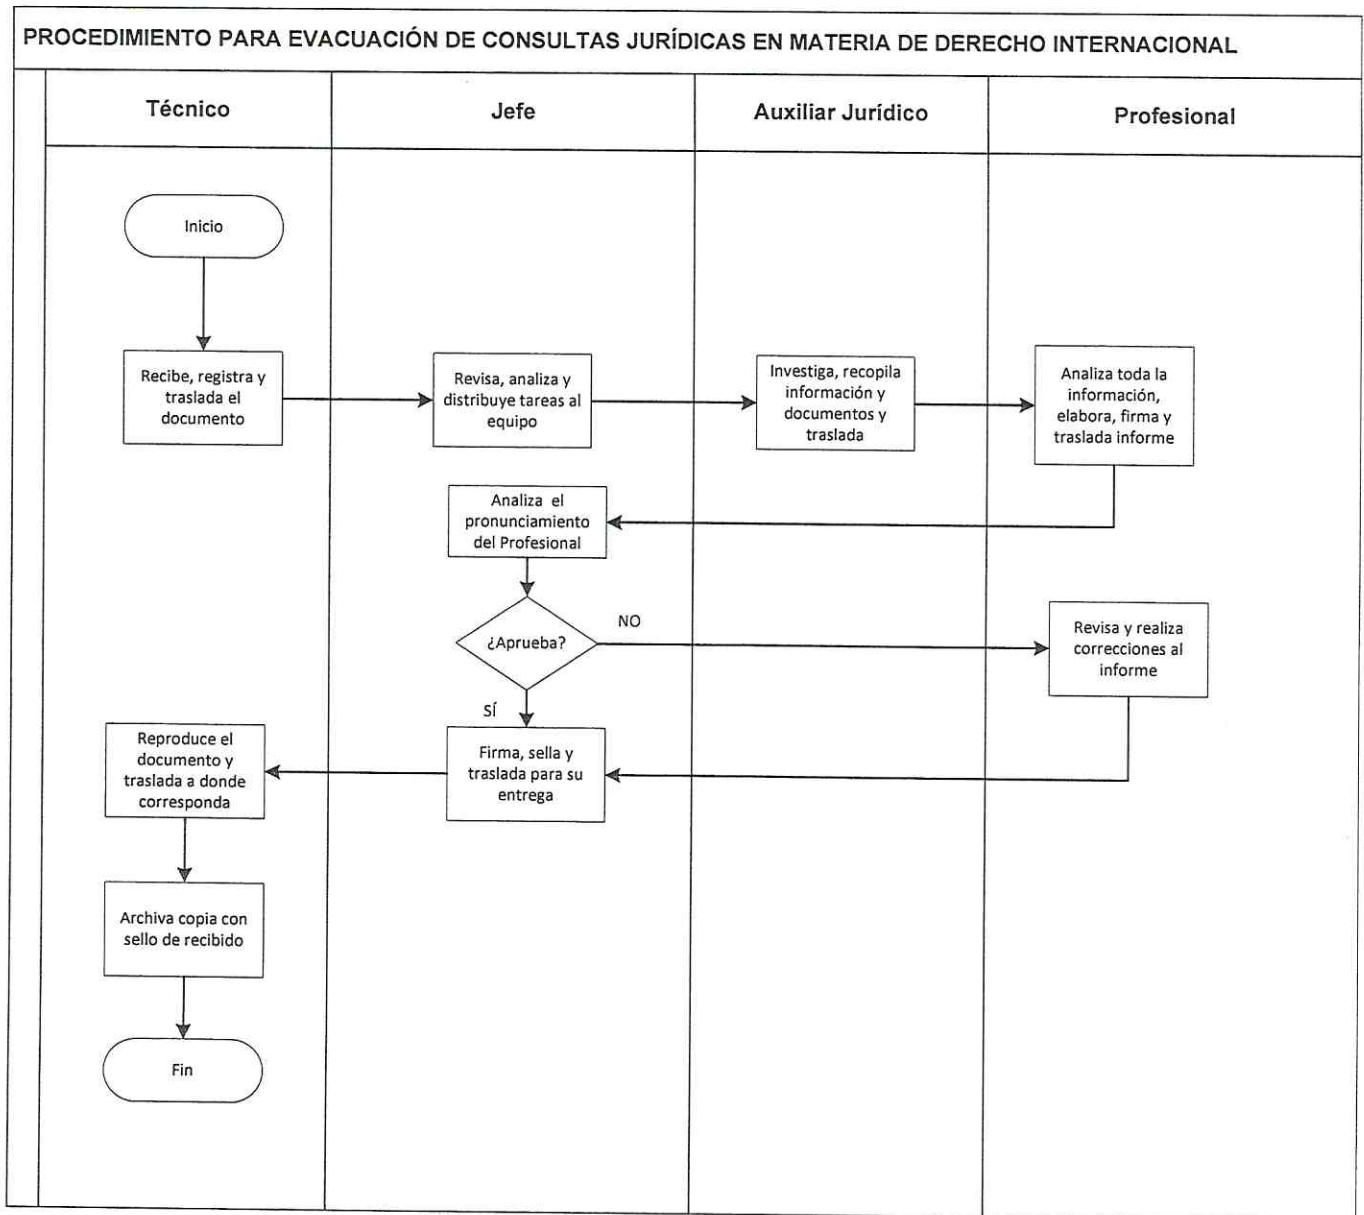 PROCEDIMIENTO PARA EVACUACIÓN DE CONSULTAS JURÍDICAS EN MATERIA DE DERECHO INTERNACIONAL
Técnico
Jefe
Auxiliar Jurídico
Profesional
Inicio
Recibe, registra y
traslada el
documento
Revisa, analiza y
distribuye tareas al
equipo
Investiga, recopila
información y
documentos y
traslada
Analiza toda la
información,
elabora, firma y
traslada informe
Analiza el
pronunciamiento
del Profesional
¿Aprueba?
NO
Revisa y realiza
correcciones al
informe
SÍ
Firma, sella y
traslada para su
entrega
Reproduce el
documento y
traslada a donde
corresponda
Archiva copia con
sello de recibido
Fin